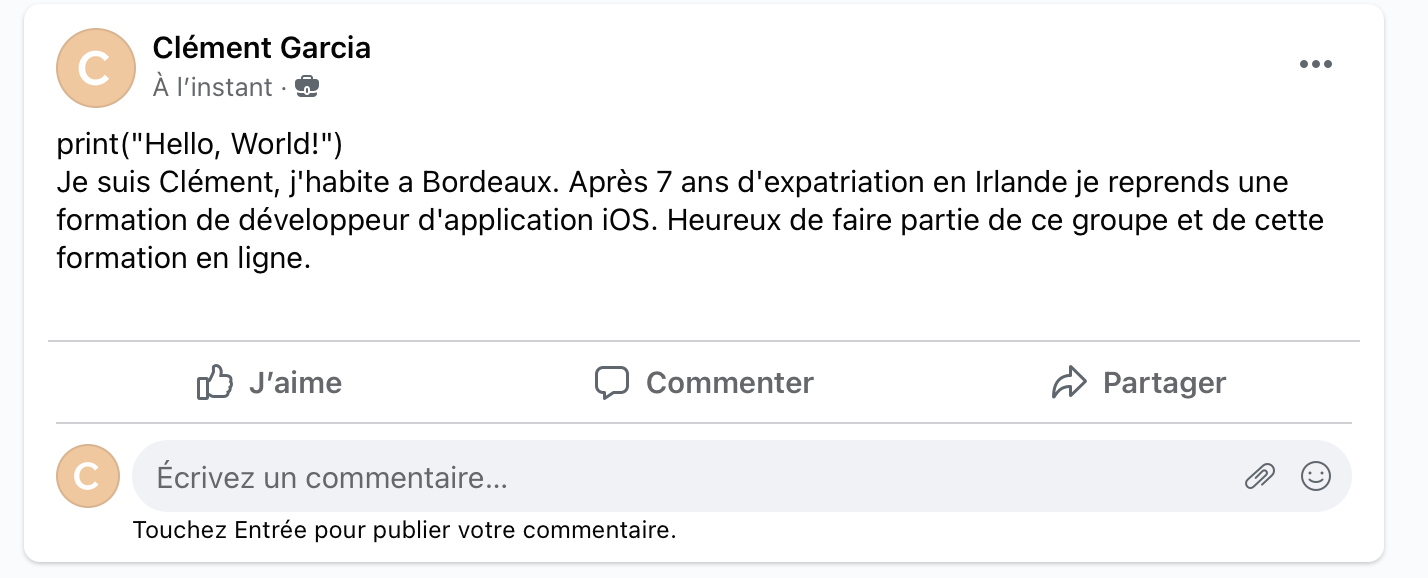 C
Clément Garcia
À l’instant ·
print("Hello, World!")
Je suis Clément, j'habite a Bordeaux. Après 7 ans d'expatriation en Irlande je reprends une
formation de développeur d'application iOS. Heureux de faire partie de ce groupe et de cette
formation en ligne.
J’aime
Commenter
Partager
C
Écrivez un commentaire...
Touchez Entrée pour publier votre commentaire.